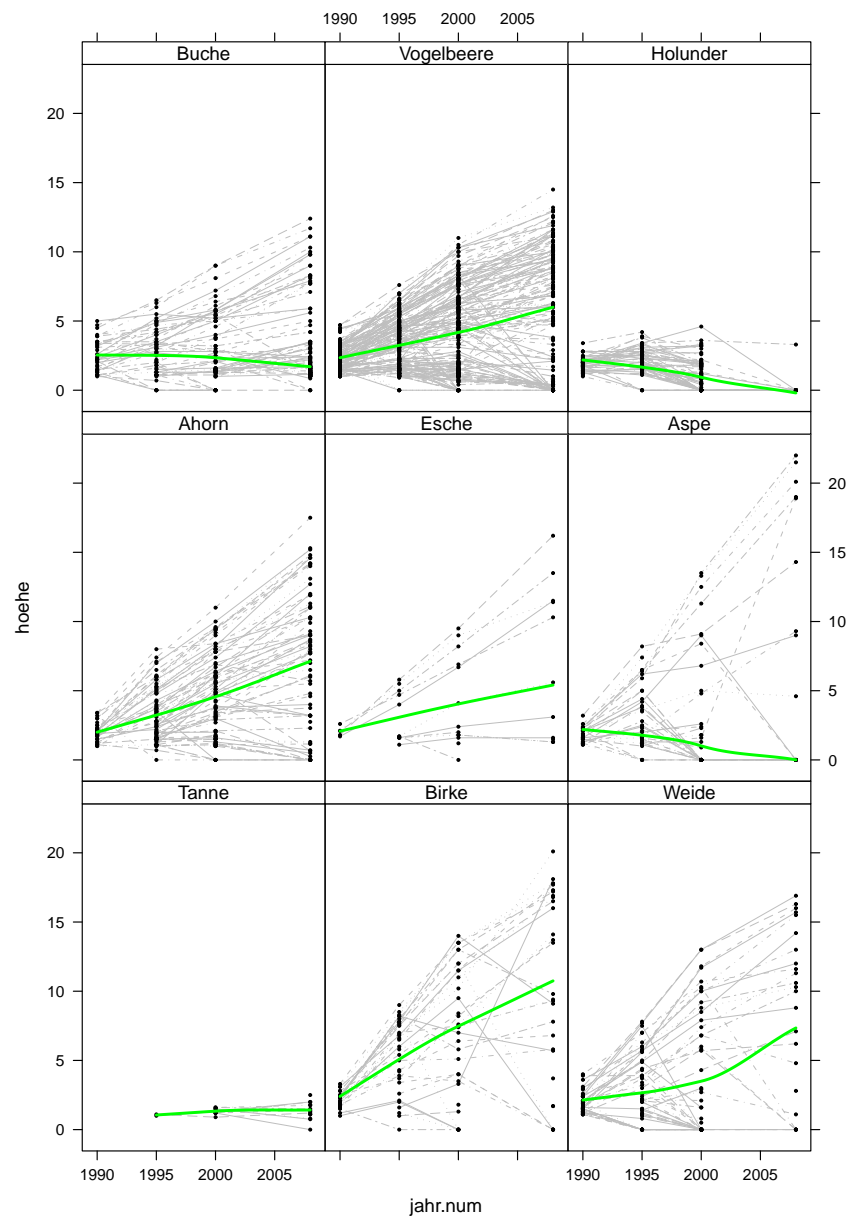 1990 1995 2000 2005
Buche Vogelbeere Holunder
20
15
10
5
0
Ahorn Esche Aspe
20
15
10
5
0
hoehe
Tanne Birke Weide
20
15
10
5
0
1990 1995 2000 2005 1990 1995 2000 2005
jahr.num